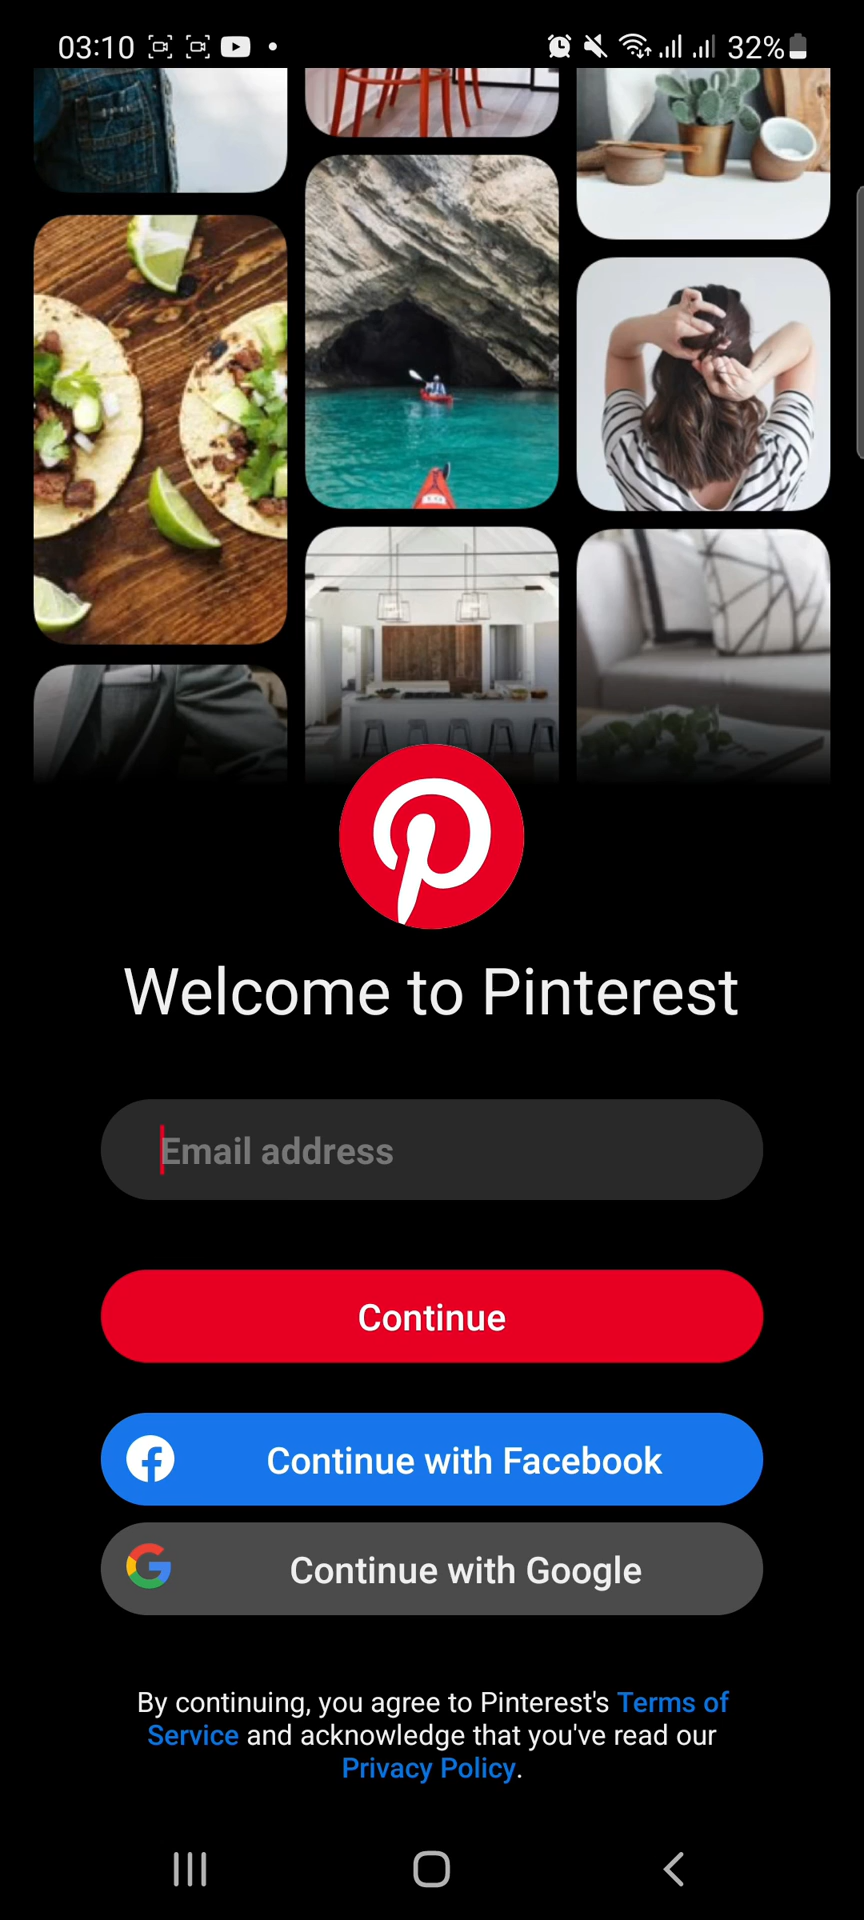 03:10
32%
Welcome to Pinterest
Email address
Continue
Continue with Facebook
Continue with Google
By continuing, you agree to Pinterest's Terms of
Service and acknowledge that you've read our
Privacy Policy.